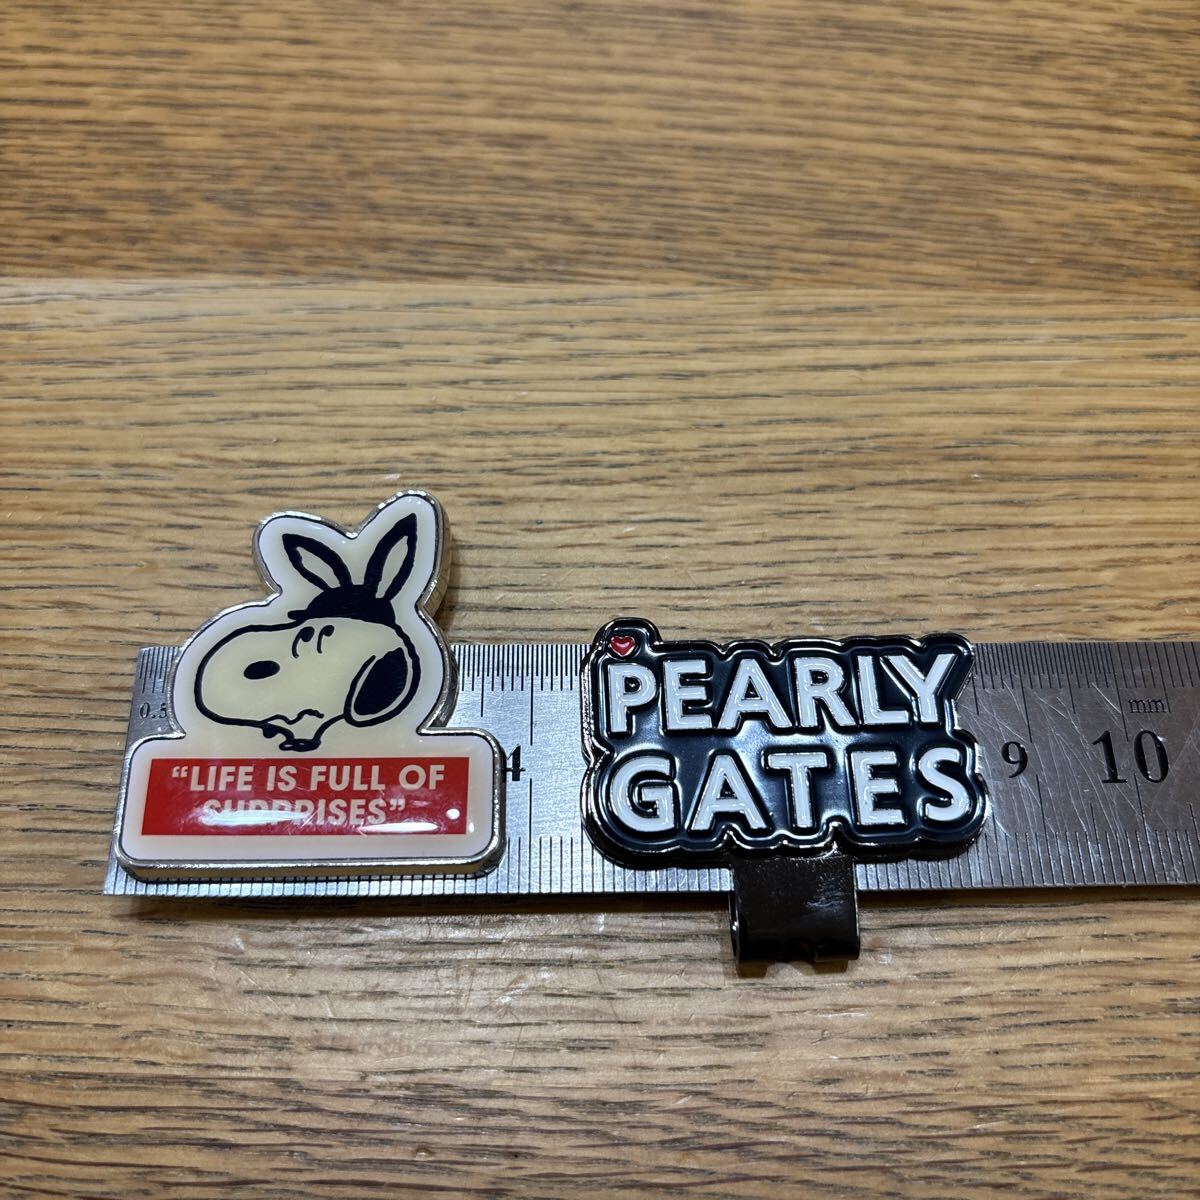 “LIFE IS FULL OF
SURPRISES”
PEARLY
GATES
0.5
4
9
10
mm